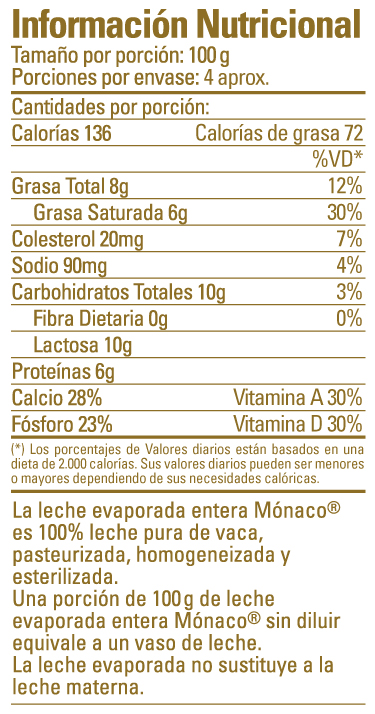 Información Nutricional
Tamaño por porción: 100 g
Porciones por envase: 4 aprox.
Cantidades por porción:
Calorías 136 Calorías de grasa 72
%VD*
Grasa Total 8g 12%
Grasa Saturada 6g 30%
Colesterol 20mg 7%
Sodio 90mg 4%
Carbohidratos Totales 10g 3%
Fibra Dietaria 0g 0%
Lactosa 10g
Proteínas 6g
Calcio 28% Vitamina A 30%
Fósforo 23% Vitamina D 30%
(*) Los porcentajes de Valores diarios están basados en una
dieta de 2.000 calorías. Sus valores diarios pueden ser menores
o mayores dependiendo de sus necesidades calóricas.
La leche evaporada entera Mónaco®
es 100% leche pura de vaca,
pasteurizada, homogeneizada y
esterilizada.
Una porción de 100 g de leche
evaporada entera Mónaco® sin diluir
equivale a un vaso de leche.
La leche evaporada no sustituye a la
leche materna.